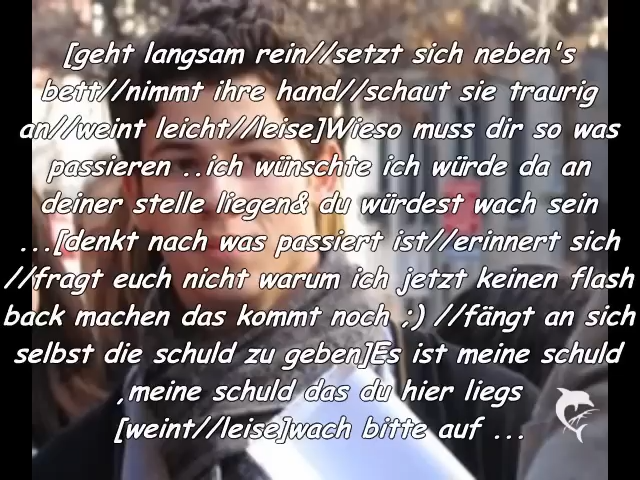 [geht langsam rein//setzt sich neben's
bett//nimmt ihre hand//schaut sie traurig
an//weint leicht//leise]Wieso muss dir so was
passieren ..ich wünschte ich würde da an
deiner stelle liegen& du würdest wach sein
...[denkt nach was passiert ist//erinnert sich
//fragt euch nicht warum ich jetzt keinen flash
back machen das kommt noch ;) //fängt an sich
selbst die schuld zu geben]Es ist meine schuld
,meine schuld das du hier liegs
[weint//leise]wach bitte auf ...